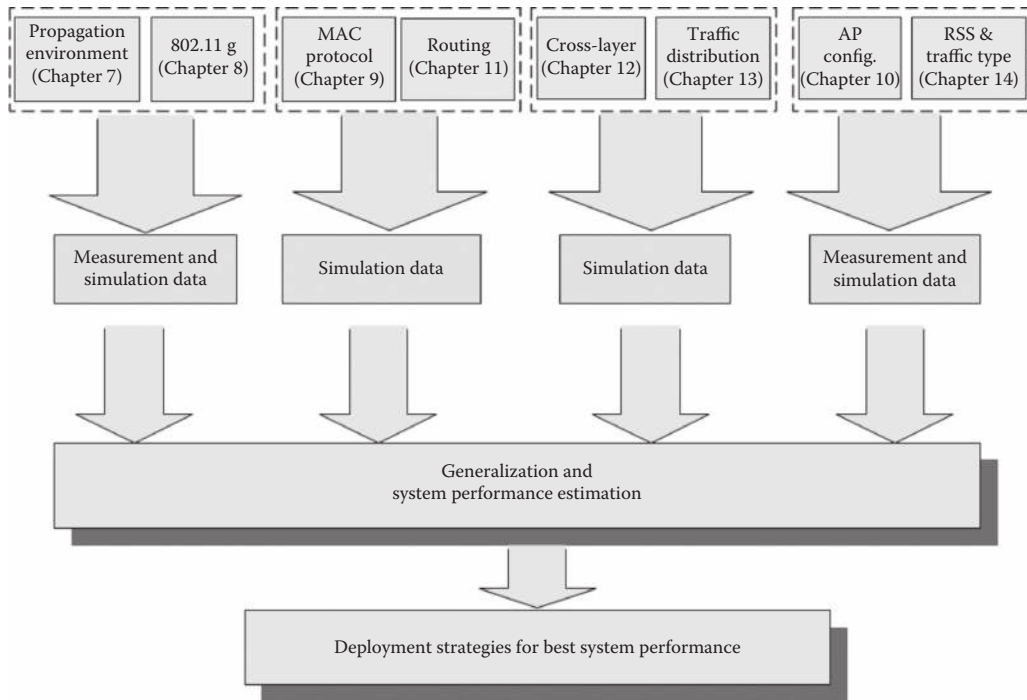 Propagation
environment
(Chapter 7)
802.11 g
(Chapter 8)
MAC
protocol
(Chapter 9)
Routing
(Chapter 11)
Cross-layer
(Chapter 12)
Traffic
distribution
(Chapter 13)
AP
config.
(Chapter 10)
RSS &
traffic type
(Chapter 14)
Measurement and
simulation data
Simulation data
Simulation data
Measurement and
simulation data
Generalization and
system performance estimation
Deployment strategies for best system performance